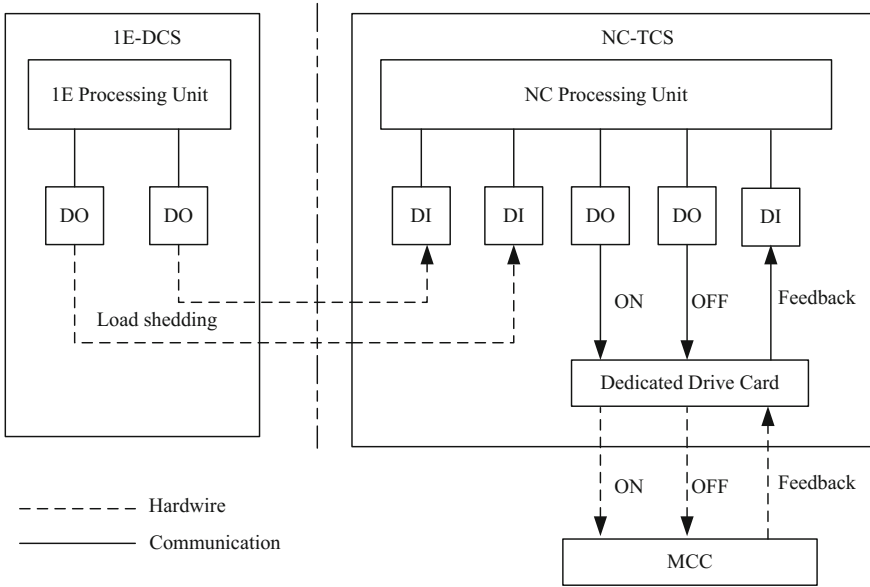 1E-DCS
NC-TCS
1E Processing Unit
NC Processing Unit
DO
DO
DI
DI
DO
DO
DI
Load shedding
ON
OFF
Feedback
Dedicated Drive Card
ON
OFF
Feedback
Hardwire
Communication
MCC